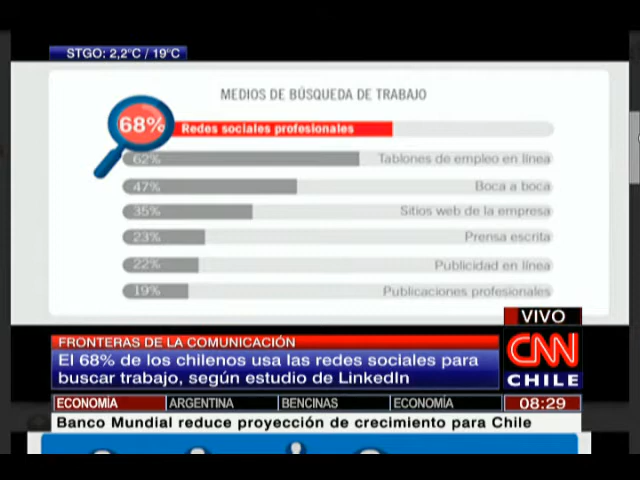 STGO: 2,2°C / 19°C
MEDIOS DE BÚSQUEDA DE TRABAJO
68% Redes sociales profesionales
62% Tablones de empleo en línea
47% Boca a boca
35% Sitios web de la empresa
23% Prensa escrita
22% Publicidad en línea
19% Publicaciones profesionales
VIVO
FRONTERAS DE LA COMUNICACIÓN
El 68% de los chilenos usa las redes sociales para
buscar trabajo, según estudio de LinkedIn
CNN
CHILE
ECONOMÍA ARGENTINA BENCINAS ECONOMÍA 08:29
Banco Mundial reduce proyección de crecimiento para Chile